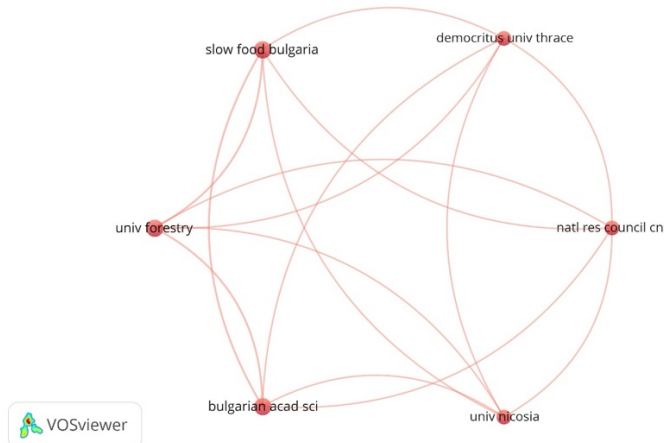 democritus univ thrace
slow food bulgaria
univ forestry
natl res council cn
bulgarian acad sci
univ nicosia
VOSviewer